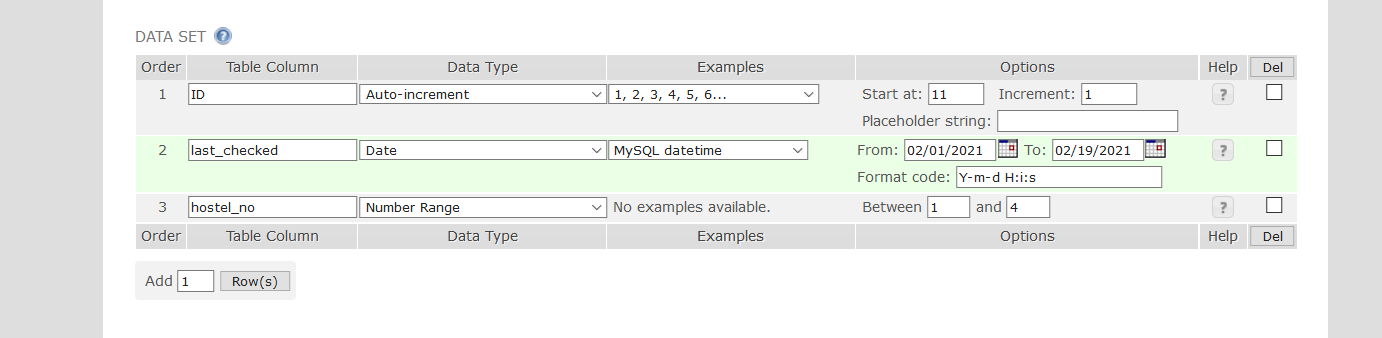 DATA SET ?
Order Table Column Data Type Examples Options Help Del
1 ID Auto-increment 1, 2, 3, 4, 5, 6... Start at: 11 Increment: 1 ?
Placeholder string:
2 last_checked Date MySQL datetime From: 02/01/2021 To: 02/19/2021 ?
Format code: Y-m-d H:i:s
3 hostel_no Number Range No examples available. Between 1 and 4 ?
Order Table Column Data Type Examples Options Help Del
Add 1 Row(s)